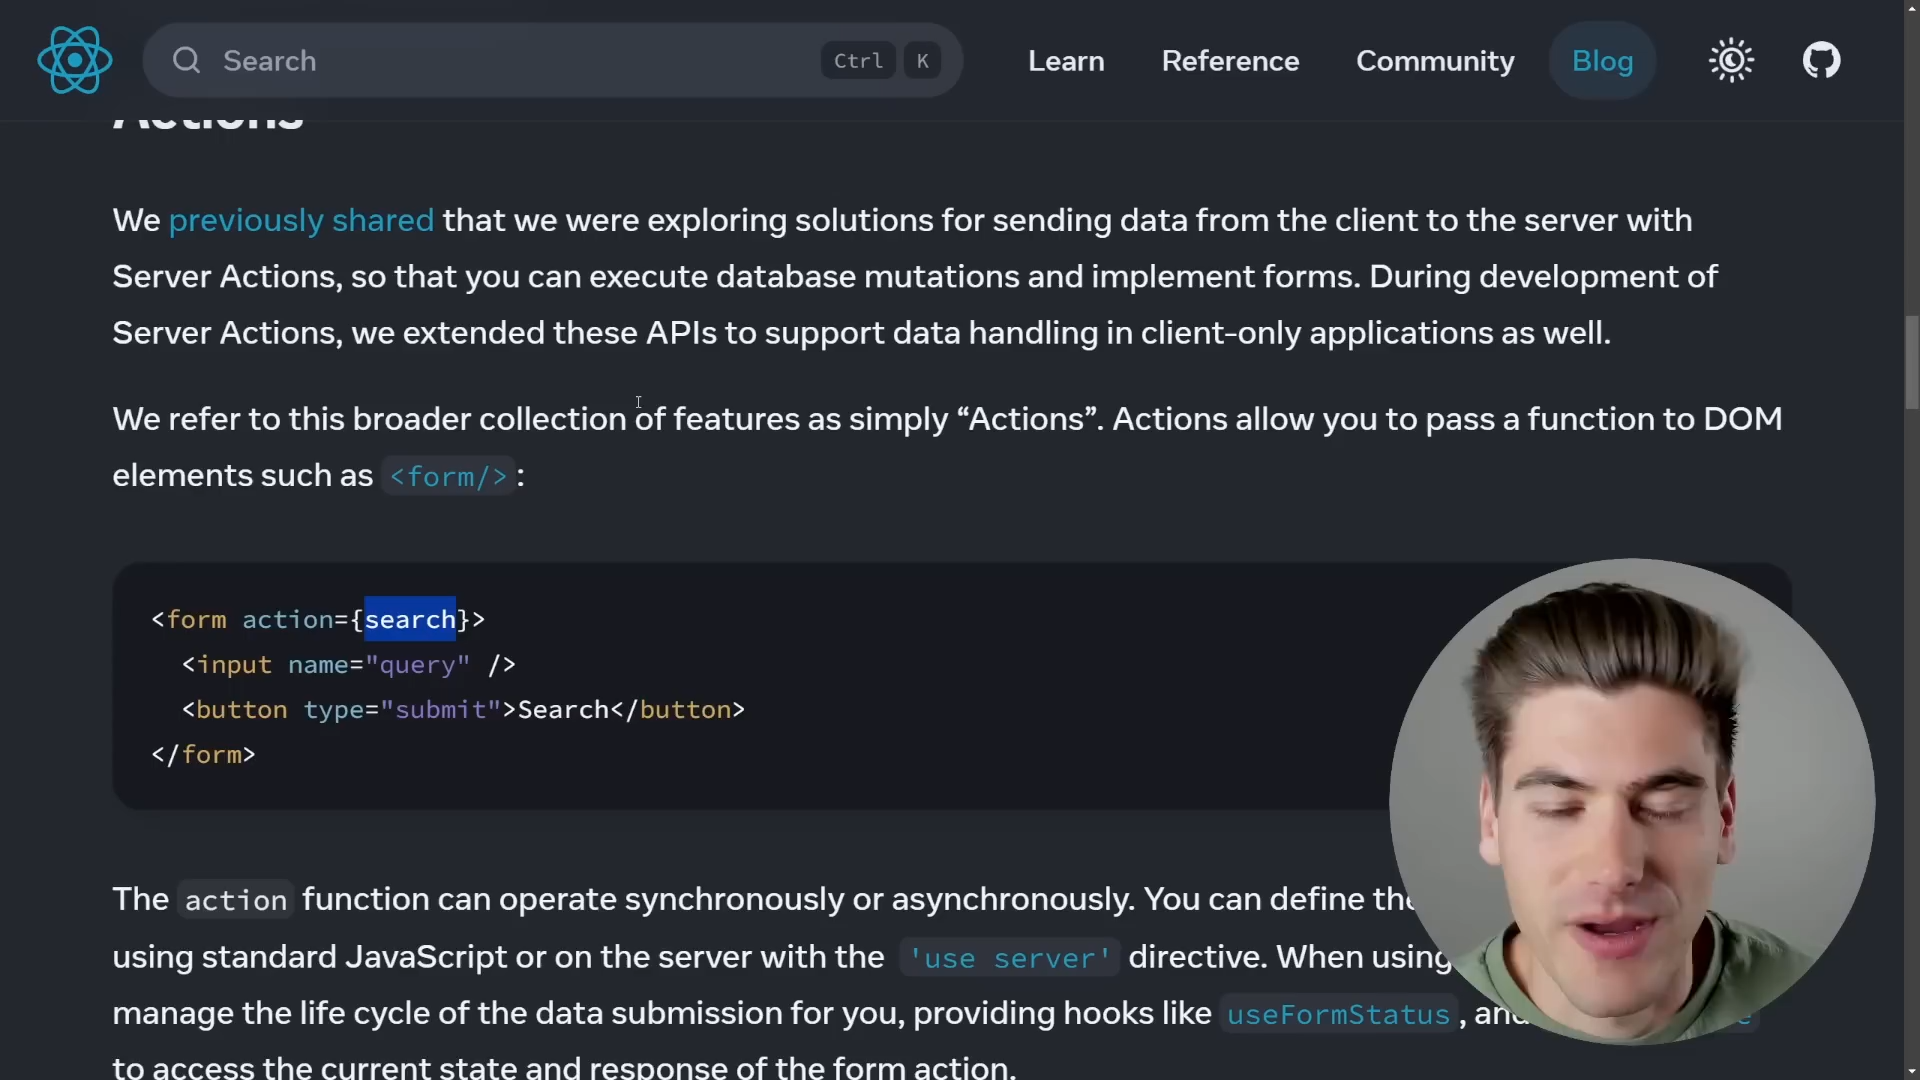 Search Ctrl K Learn Reference Community Blog
Actions
We previously shared that we were exploring solutions for sending data from the client to the server with
Server Actions, so that you can execute database mutations and implement forms. During development of
Server Actions, we extended these APIs to support data handling in client-only applications as well.
We refer to this broader collection of features as simply “Actions”. Actions allow you to pass a function to DOM
elements such as <form/>:
<form action={search}>
<input name="query" />
<button type="submit">Search</button>
</form>
The action function can operate synchronously or asynchronously. You can define the
using standard JavaScript or on the server with the 'use server' directive. When using
manage the life cycle of the data submission for you, providing hooks like useFormStatus, and
to access the current state and response of the form action.